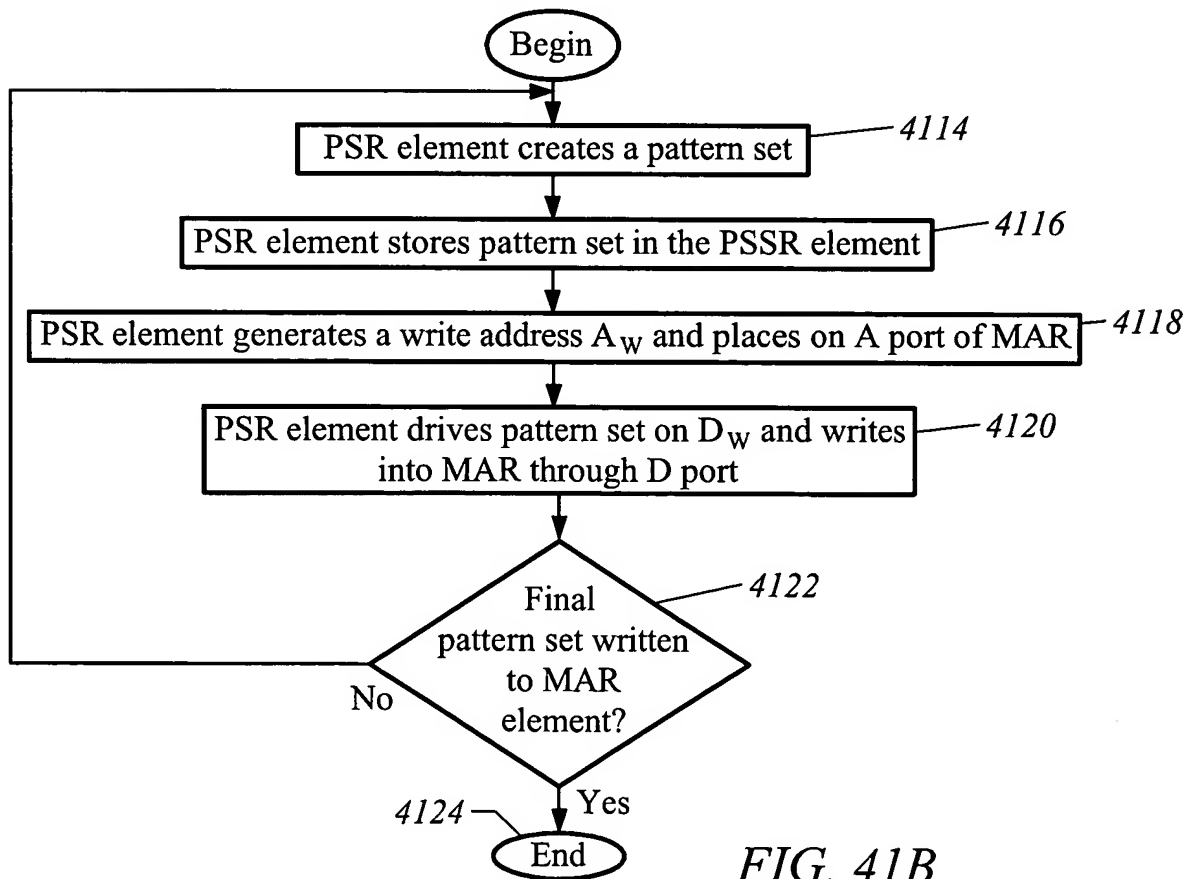 Begin
PSR element creates a pattern set
4114
PSR element stores pattern set in the PSSR element
4116
PSR element generates a write address AW and places on A port of MAR
4118
PSR element drives pattern set on DW and writes
into MAR through D port
4120
Final
pattern set written
to MAR
element?
4122
No
Yes
4124
End
FIG. 41B